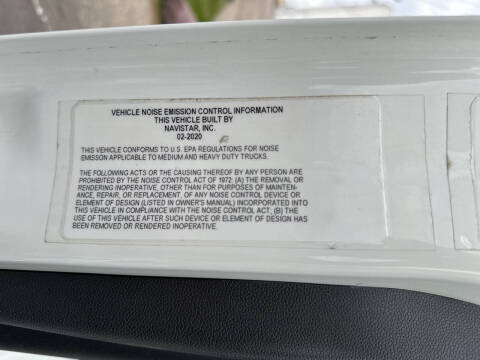 VEHICLE NOISE EMISSION CONTROL INFORMATION
THIS VEHICLE BUILT BY
NAVISTAR, INC.
02-2020
THIS VEHICLE CONFORMS TO U.S. EPA REGULATIONS FOR NOISE
EMISSON APPLICABLE TO MEDIUM AND HEAVY DUTY TRUCKS.
THE FOLLOWING ACTS OR THE CAUSING THEREOF BY ANY PERSON ARE
PROHIBITED BY THE NOISE CONTROL ACT OF 1972: (A) THE REMOVAL OR
RENDERING INOPERATIVE, OTHER THAN FOR PURPOSES OF MAINTEN-
ANCE, REPAIR, OR REPLACEMENT, OF ANY NOISE CONTROL DEVICE OR
ELEMENT OF DESIGN (LISTED IN OWNER'S MANUAL) INCORPORATED INTO
THIS VEHICLE IN COMPLIANCE WITH THE NOISE CONTROL ACT, (B) THE
USE OF THIS VEHICLE AFTER SUCH DEVICE OR ELEMENT OF DESIGN HAS
BEEN REMOVED OR RENDERED INOPERATIVE.